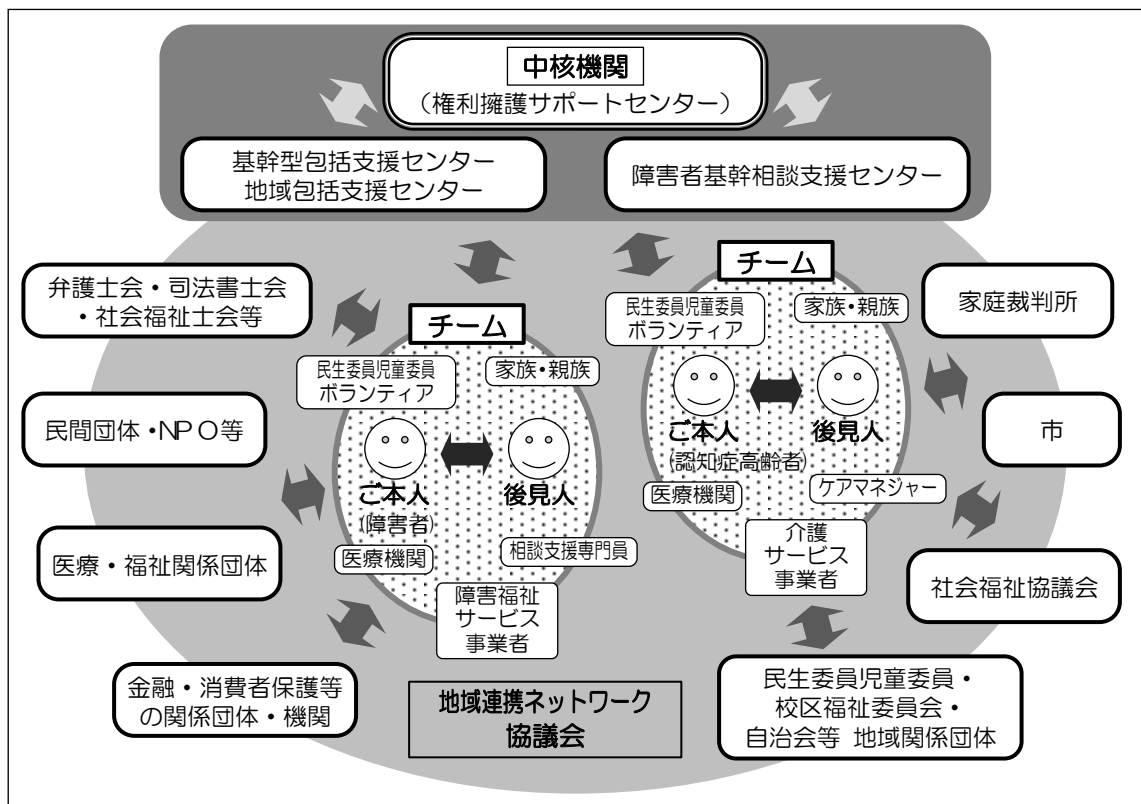 中核機関
（権利擁護サポートセンター）
基幹型包括支援センター
地域包括支援センター
障害者基幹相談支援センター
弁護士会・司法書士会
・社会福祉士会等
民間団体・NPO等
医療・福祉関係団体
金融・消費者保護等
の関係団体・機関
チーム
民生委員児童委員
ボランティア
家族・親族
ご本人
(障害者)
後見人
医療機関
相談支援専門員
障害福祉
サービス
事業者
チーム
民生委員児童委員
ボランティア
家族・親族
ご本人
(認知症高齢者)
後見人
医療機関
ケアマネジャー
介護
サービス
事業者
家庭裁判所
市
社会福祉協議会
民生委員児童委員・
校区福祉委員会・
自治会等 地域関係団体
地域連携ネットワーク
協議会